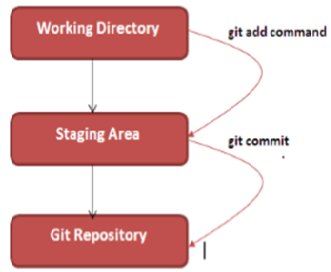 Working Directory
git add command
Staging Area
git commit
Git Repository